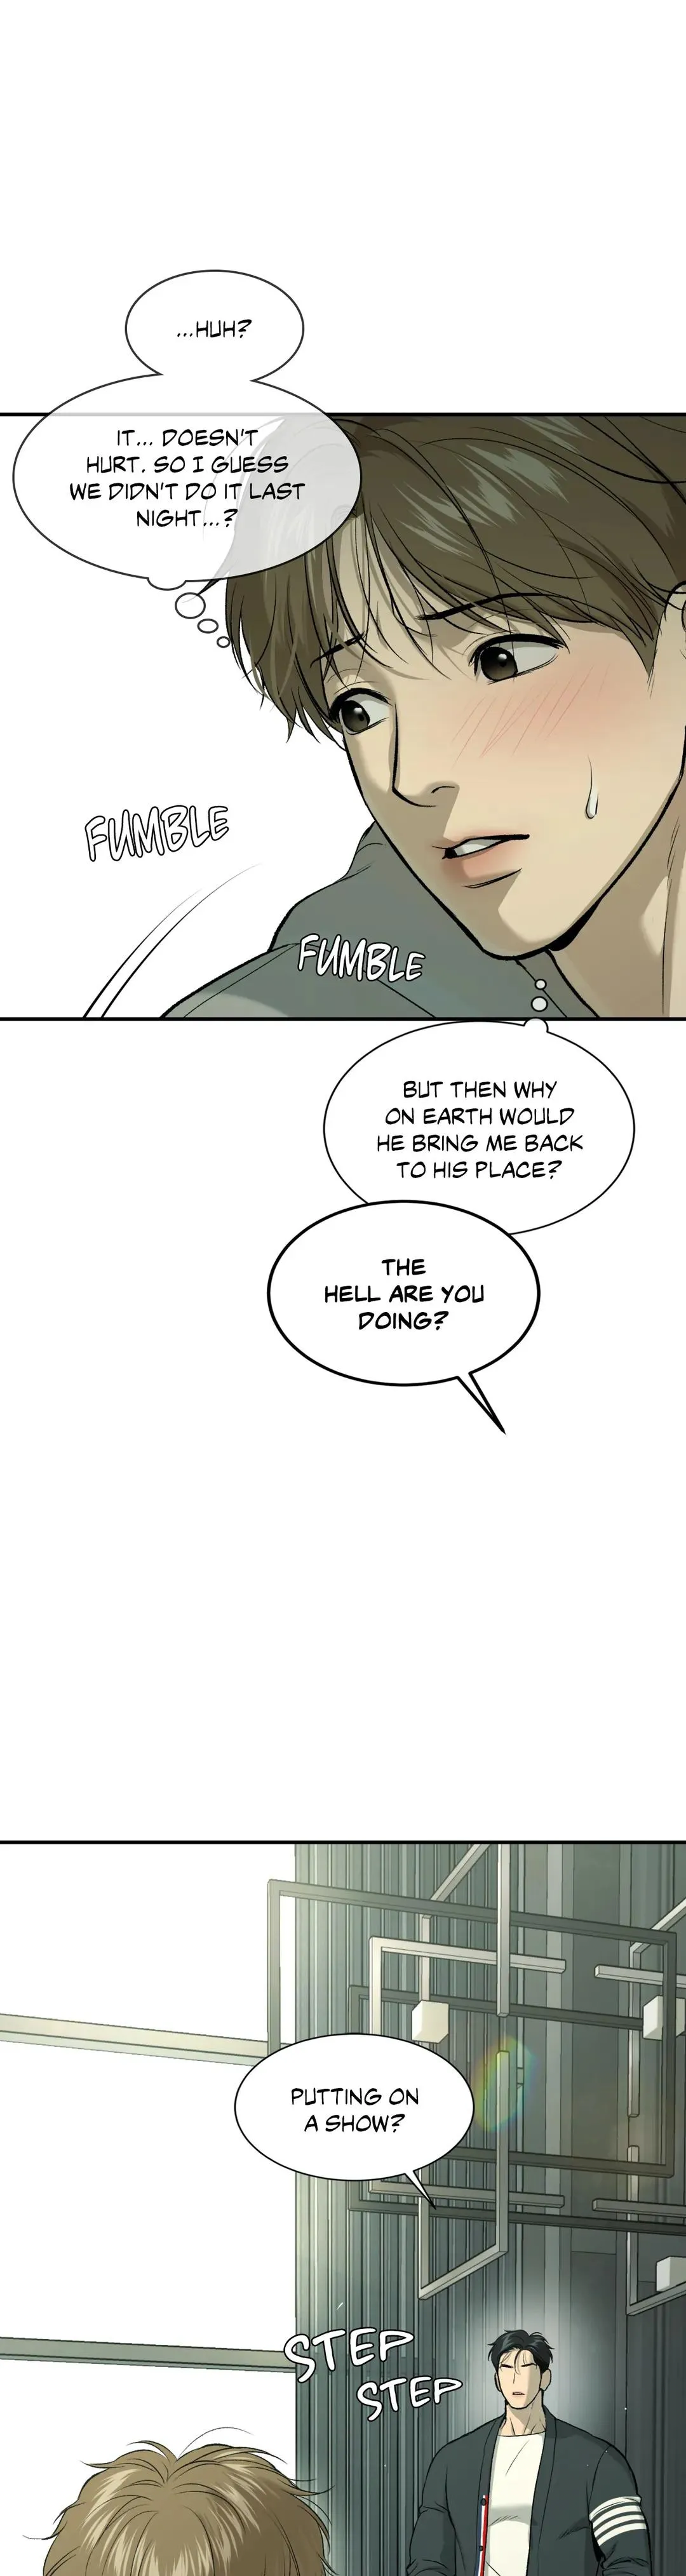 ...HUH?
IT... DOESN'T
HURT. SO I GUESS
WE DIDN'T DO IT LAST
NIGHT...?
FUMBLE
FUMBLE
BUT THEN WHY
ON EARTH WOULD
HE BRING ME BACK
TO HIS PLACE?
THE
HELL ARE YOU
DOING?
PUTTING ON
A SHOW?
STEP
STEP